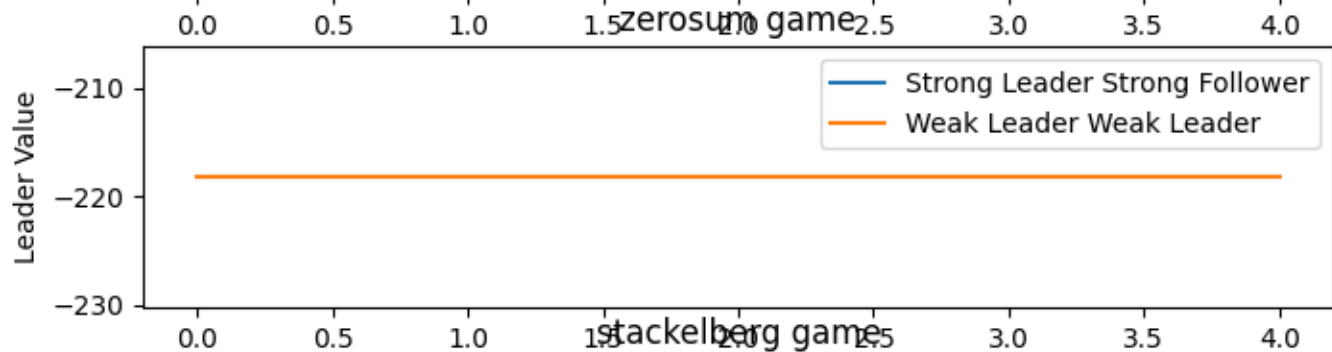 0.0 0.5 1.0 1.5 2.0 2.5 3.0 3.5 4.0
zerosum game
Leader Value
−210
−220
−230
Strong Leader Strong Follower
Weak Leader Weak Leader
0.0 0.5 1.0 1.5 2.0 2.5 3.0 3.5 4.0
stackelberg game